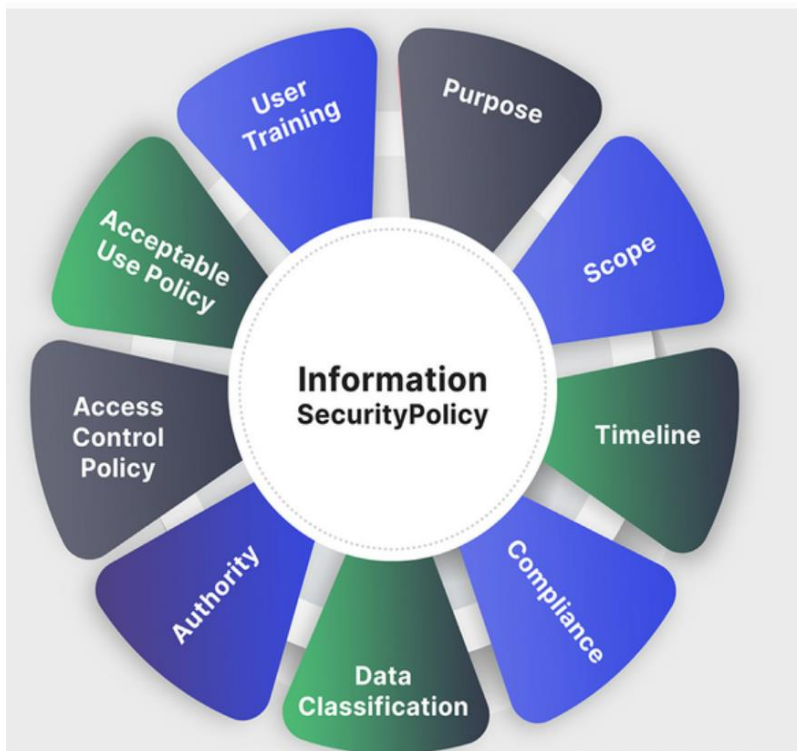 Information
SecurityPolicy
Purpose
Scope
Timeline
Compliance
Data
Classification
Authority
Access
Control
Policy
Acceptable
Use Policy
User
Training